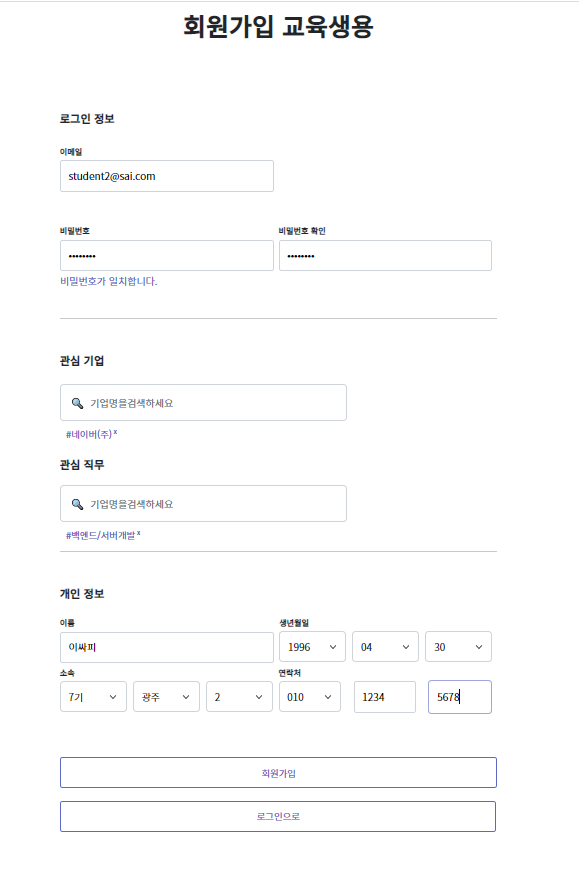 회원가입 교육생용
로그인 정보
이메일
student2@sai.com
비밀번호 비밀번호 확인
•••••••• ••••••••
비밀번호가 일치합니다.
관심 기업
기업명을검색하세요
#네이버(주) x
관심 직무
기업명을검색하세요
#백엔드/서버개발 x
개인 정보
이름 생년월일
이싸피 1996 04 30
소속 연락처
7기 광주 2 010 1234 5678
회원가입
로그인으로